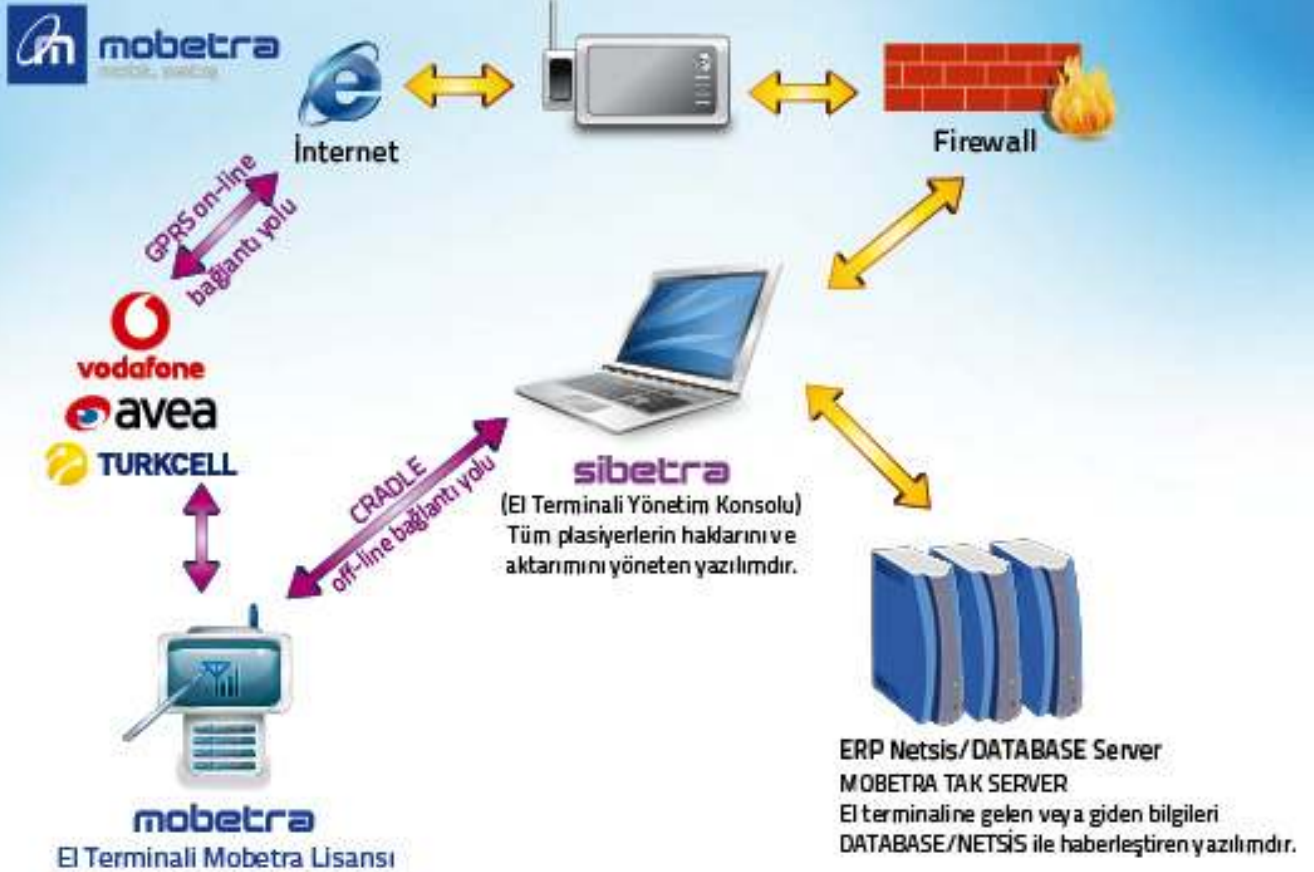 mobetra
İnternet
Firewall
GPRS on-line
bağlantı yolu
vodafone
avea
TURKCELL
CRADLE
off-line bağlantı yolu
sibetra
(El Terminali Yönetim Konsolu)
Tüm plasiyerlerin haklarını ve
aktarımını yöneten yazılımdır.
mobetra
El Terminali Mobetra Lisansı
ERP Netsis/DATABASE Server
MOBETRA TAK SERVER
El terminaline gelen veya giden bilgileri
DATABASE/NETSİS ile haberleştiren yazılımdır.